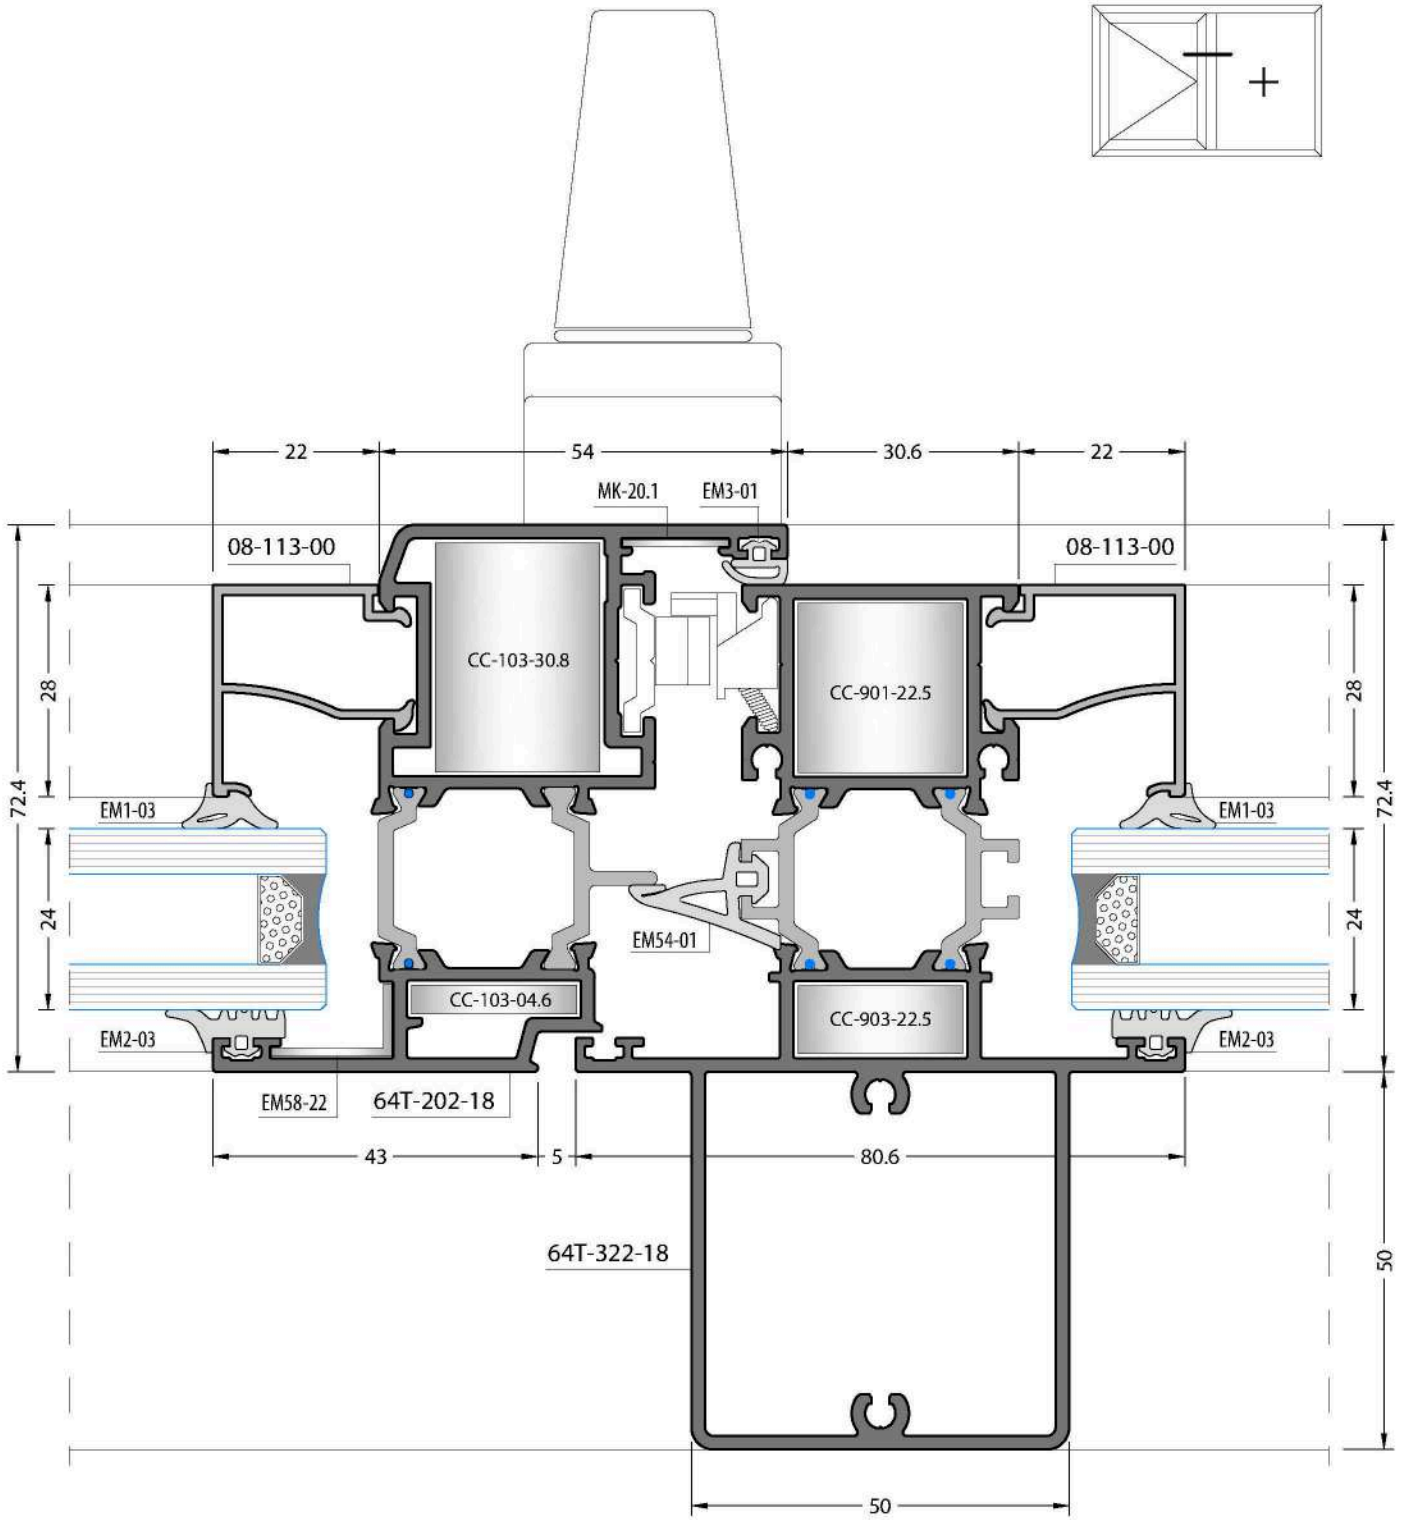 22
54
30.6
22
MK-20.1
EM3-01
08-113-00
08-113-00
CC-103-30.8
CC-901-22.5
28
28
72.4
72.4
EM1-03
EM1-03
24
24
EM54-01
CC-103-04.6
CC-903-22.5
EM2-03
EM2-03
EM58-22
64T-202-18
43
5
80.6
64T-322-18
50
50